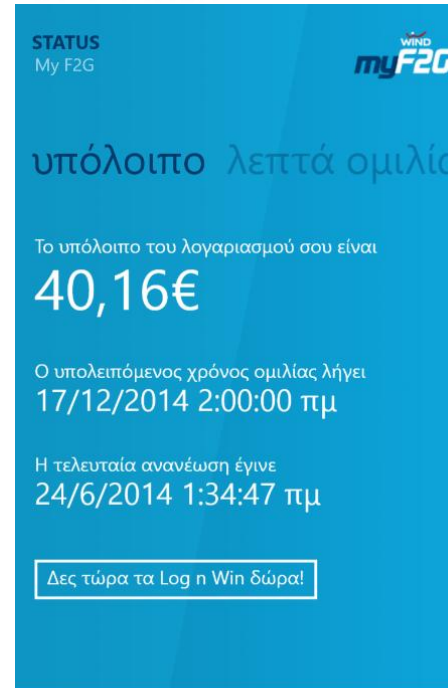 STATUS
My F2G
WIND
myF2G
υπόλοιπο λεπτά ομιλία
Το υπόλοιπο του λογαριασμού σου είναι
40,16€
Ο υπολειπόμενος χρόνος ομιλίας λήγει
17/12/2014 2:00:00 πμ
Η τελευταία ανανέωση έγινε
24/6/2014 1:34:47 πμ
Δες τώρα τα Log n Win δώρα!